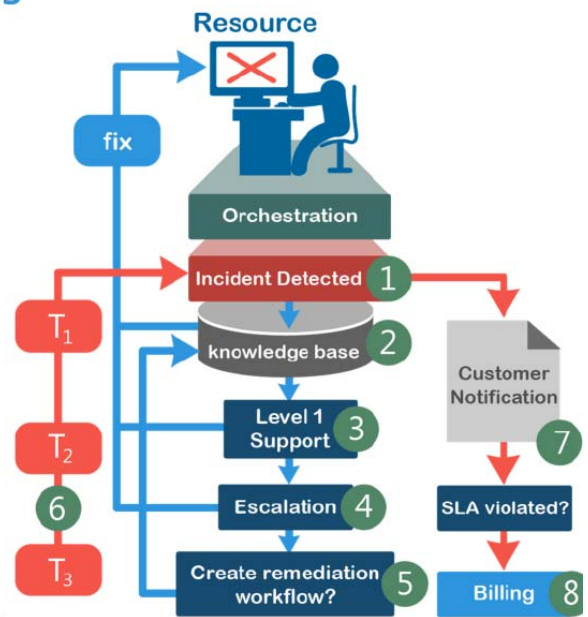 Resource
fix
Orchestration
Incident Detected 1
T1
knowledge base 2
Customer
Notification
7
Level 1
Support
3
T2
6
Escalation 4
SLA violated?
T3
Create remediation
workflow?
5
Billing 8